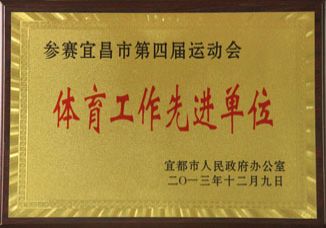 参赛宜昌市第四届运动会
体育工作先进单位
宜都市人民政府办公室
二〇一三年十二月九日